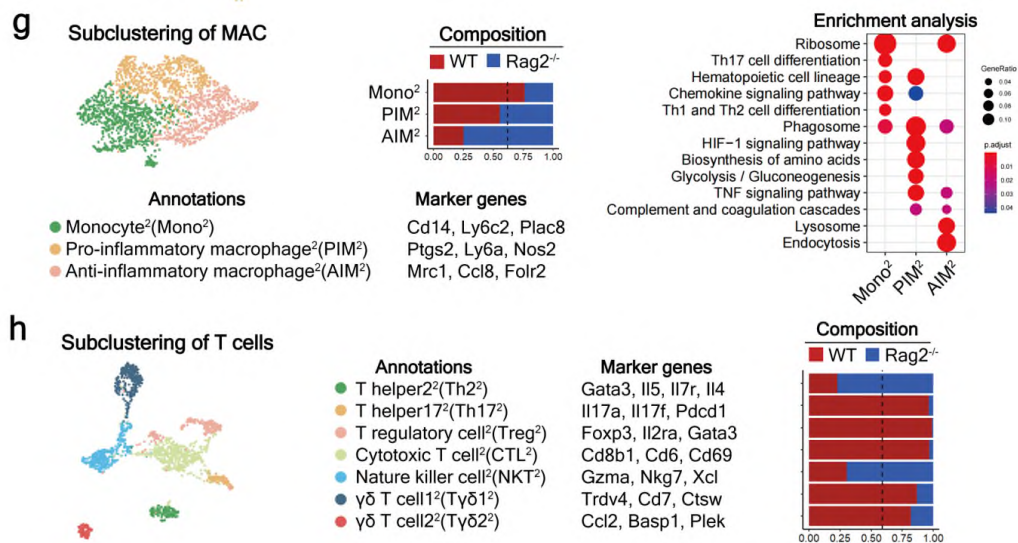 g
Subclustering of MAC
Composition
WT Rag2-/-
Mono²
PIM²
AIM²
0.00 0.25 0.50 0.75 1.00
Annotations
Monocyte²(Mono²)
Pro-inflammatory macrophage²(PIM²)
Anti-inflammatory macrophage²(AIM²)
Marker genes
Cd14, Ly6c2, Plac8
Ptgs2, Ly6a, Nos2
Mrc1, Ccl8, Folr2
Enrichment analysis
Ribosome
Th17 cell differentiation
Hematopoietic cell lineage
Chemokine signaling pathway
Th1 and Th2 cell differentiation
Phagosome
HIF−1 signaling pathway
Biosynthesis of amino acids
Glycolysis / Gluconeogenesis
TNF signaling pathway
Complement and coagulation cascades
Lysosome
Endocytosis
Mono² PIM² AIM²
GeneRatio
0.04
0.06
0.08
0.10
p.adjust
0.01
0.02
0.03
0.04
h
Subclustering of T cells
Annotations
T helper2²(Th2²)
T helper17²(Th17²)
T regulatory cell²(Treg²)
Cytotoxic T cell²(CTL²)
Nature killer cell²(NKT²)
γδ T cell1²(Tγδ1²)
γδ T cell2²(Tγδ2²)
Marker genes
Gata3, Il5, Il7r, Il4
Il17a, Il17f, Pdcd1
Foxp3, Il2ra, Gata3
Cd8b1, Cd6, Cd69
Gzma, Nkg7, Xcl
Trdv4, Cd7, Ctsw
Ccl2, Basp1, Plek
Composition
WT Rag2-/-
0.00 0.25 0.50 0.75 1.00